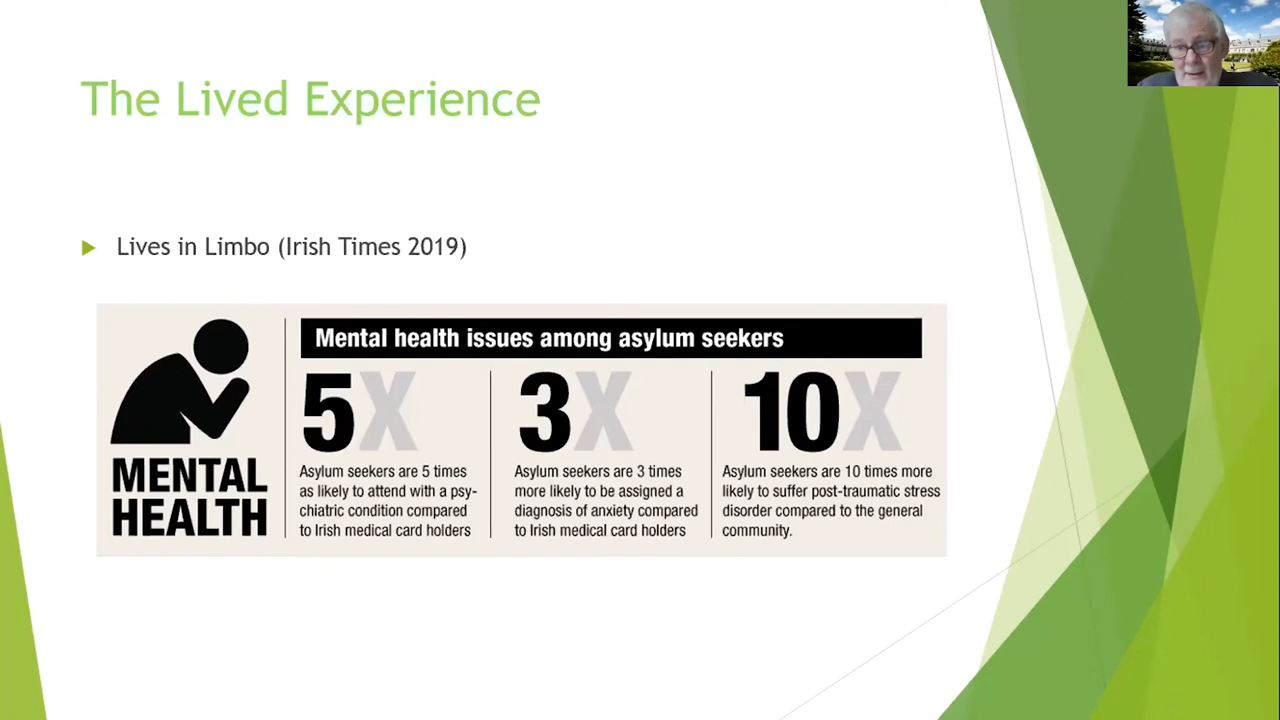 The Lived Experience
Lives in Limbo (Irish Times 2019)
MENTAL
HEALTH
Mental health issues among asylum seekers
5X
Asylum seekers are 5 times
as likely to attend with a psy-
chiatric condition compared
to Irish medical card holders
3X
Asylum seekers are 3 times
more likely to be assigned a
diagnosis of anxiety compared
to Irish medical card holders
10X
Asylum seekers are 10 times more
likely to suffer post-traumatic stress
disorder compared to the general
community.